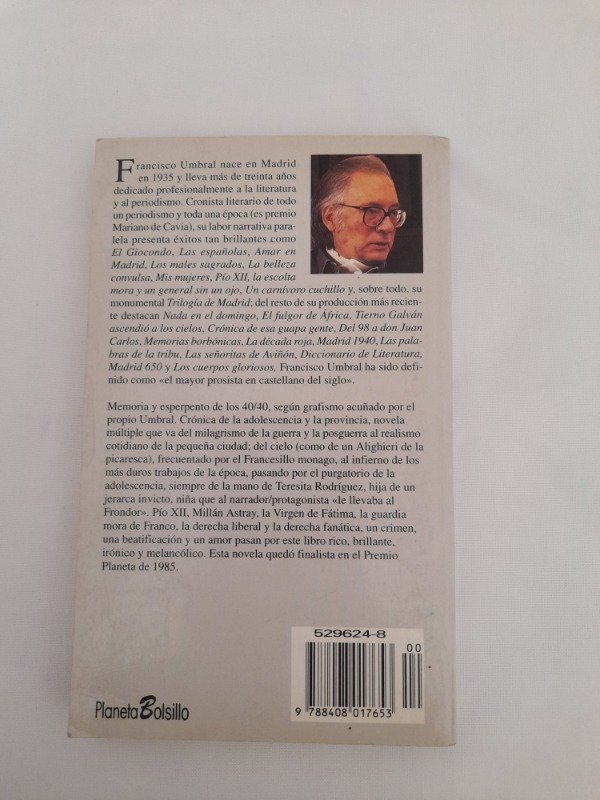 Francisco Umbral nace en Madrid
en 1935 y lleva más de treinta años
dedicado profesionalmente a la literatura
y al periodismo. Cronista literario de todo
un periodismo y toda una época (es premio
Mariano de Cavia), su labor narrativa para-
lela presenta éxitos tan brillantes como
El Giocondo, Las españolas, Amar en
Madrid, Los males sagrados, La belleza
convulsa, Mis mujeres, Pío XII, la escolta
mora y un general sin un ojo, Un carnívoro cuchillo y, sobre todo, su
monumental Trilogía de Madrid; del resto de su producción más recien-
te destacan Nada en el domingo, El fulgor de África, Tierno Galván
ascendió a los cielos, Crónica de esa guapa gente, Del 98 a don Juan
Carlos, Memorias borbónicas, La década roja, Madrid 1940, Las pala-
bras de la tribu, Las señoritas de Aviñón, Diccionario de Literatura,
Madrid 650 y Los cuerpos gloriosos, Francisco Umbral ha sido defi-
nido como «el mayor prosista en castellano del siglo».
Memoria y esperpento de los 40/40, según grafismo acuñado por el
propio Umbral. Crónica de la adolescencia y la provincia, novela
múltiple que va del milagrismo de la guerra y la posguerra al realismo
cotidiano de la pequeña ciudad; del cielo (como de un Alighieri de la
picaresca), frecuentado por el Francesillo monago, al infierno de los
más duros trabajos de la época, pasando por el purgatorio de la
adolescencia, siempre de la mano de Teresita Rodríguez, hija de un
jerarca invicto, niña que al narrador/protagonista «le llevaba al
Frondor». Pío XII, Millán Astray, la Virgen de Fátima, la guardia
mora de Franco, la derecha liberal y la derecha fanática, un crimen,
una beatificación y un amor pasan por este libro rico, brillante,
irónico y melancólico. Esta novela quedó finalista en el Premio
Planeta de 1985.
529624-8
00
9 788408 017653
Planeta Bolsillo